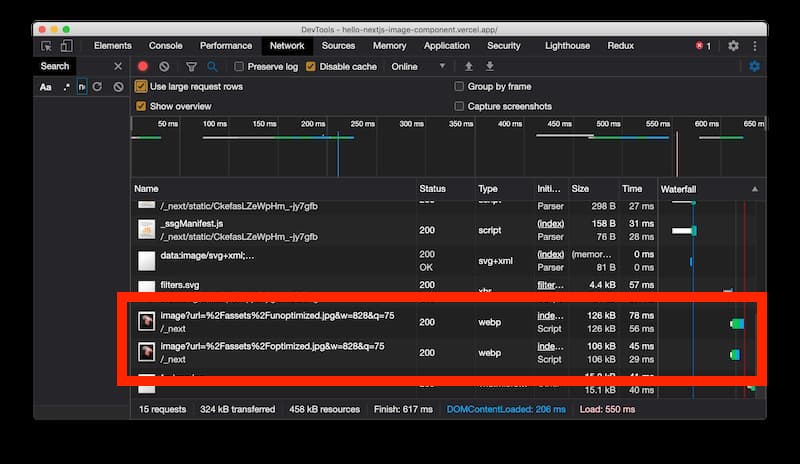 DevTools - hello-nextjs-image-component.vercel.app/
Elements Console Performance Network Sources Memory Application Security Lighthouse Redux 1
Search Preserve log Disable cache Online
Aa .* Use large request rows Group by frame
Show overview Capture screenshots
50 ms 100 ms 150 ms 200 ms 250 ms 300 ms 350 ms 400 ms 450 ms 500 ms 550 ms 600 ms 650 m
Name Status Type Initi... Size Time Waterfall
/_next/static/CkefasLZeWpHm_-jy7gfb Parser 298 B 27 ms
_ssgManifest.js 200 script (index) 158 B 31 ms
/_next/static/CkefasLZeWpHm_-jy7gfb Parser 76 B 28 ms
data:image/svg+xml;... 200 svg+xml (index) (memor... 0 ms
OK Parser 81 B 0 ms
filters.svg 200 xhr filter... 4.4 kB 57 ms
image?url=%2Fassets%2Funoptimized.jpg&w=828&q=75 200 webp inde... 126 kB 78 ms
/_next Script 126 kB 56 ms
image?url=%2Fassets%2Foptimized.jpg&w=828&q=75 200 webp inde... 106 kB 45 ms
/_next Script 106 kB 29 ms
15.1 kB 40 ms
15 requests 324 kB transferred 458 kB resources Finish: 617 ms DOMContentLoaded: 206 ms Load: 550 ms